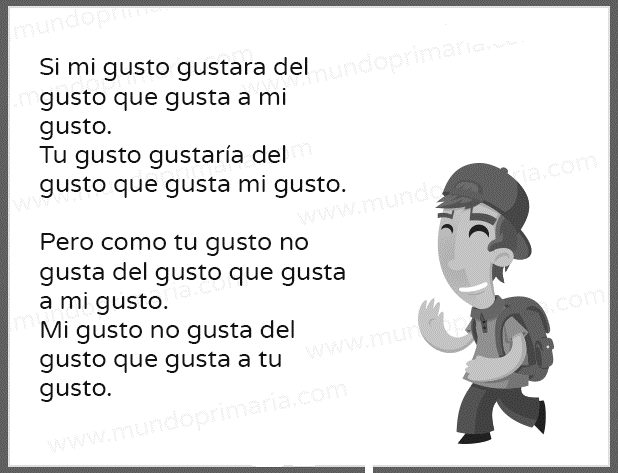 Si mi gusto gustara del
gusto que gusta a mi
gusto.
Tu gusto gustaría del
gusto que gusta mi gusto.
Pero como tu gusto no
gusta del gusto que gusta
a mi gusto.
Mi gusto no gusta del
gusto que gusta a tu
gusto.
www.mundoprimaria.com